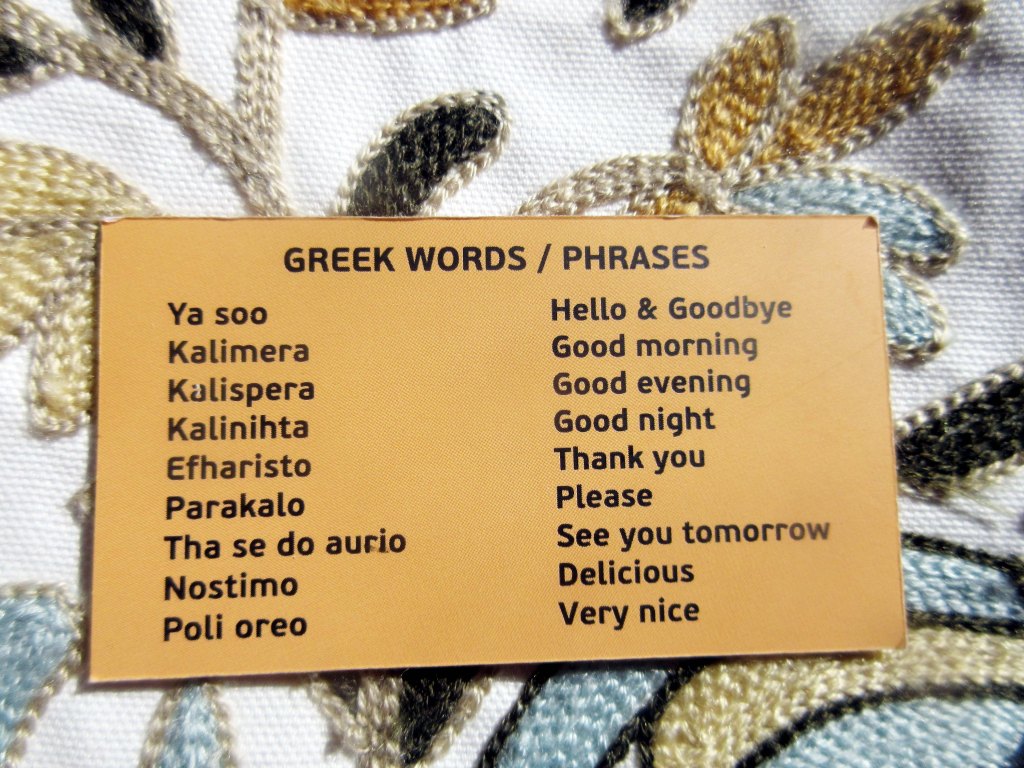 GREEK WORDS / PHRASES
Ya soo Hello & Goodbye
Kalimera Good morning
Kalispera Good evening
Kalinihta Good night
Efharisto Thank you
Parakalo Please
Tha se do aurio See you tomorrow
Nostimo Delicious
Poli oreo Very nice